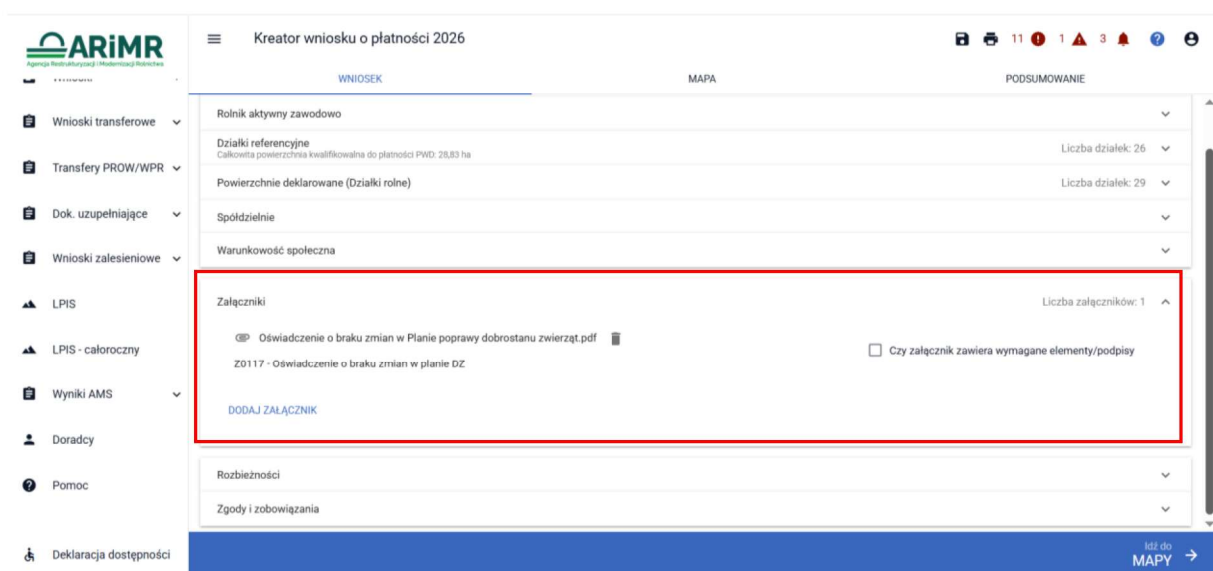 ARiMR
Agencja Restrukturyzacji i Modernizacji Rolnictwa
Kreator wniosku o płatności 2026
11 1 3
WNIOSEK MAPA PODSUMOWANIE
Wnioski transferowe
Transfery PROW/WPR
Dok. uzupełniające
Wnioski zalesieniowe
LPIS
LPIS - całoroczny
Wyniki AMS
Doradcy
Pomoc
Deklaracja dostępności
Rolnik aktywny zawodowo
Działki referencyjne Liczba działek: 26
Całkowita powierzchnia kwalifikowalna do płatności PWD: 28,83 ha
Powierzchnie deklarowane (Działki rolne) Liczba działek: 29
Spółdzielnie
Warunkowość społeczna
Załączniki Liczba załączników: 1
Oświadczenie o braku zmian w Planie poprawy dobrostanu zwierząt.pdf
Czy załącznik zawiera wymagane elementy/podpisy
Z0117 - Oświadczenie o braku zmian w planie DZ
DODAJ ZAŁĄCZNIK
Rozbieżności
Zgody i zobowiązania
Idź do
MAPY